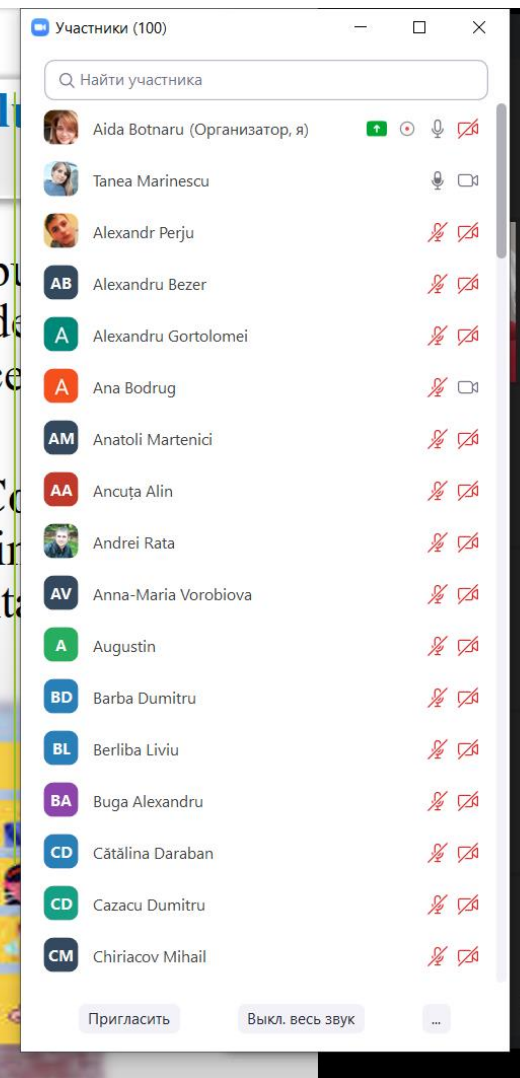 Участники (100)
Найти участника
Aida Botnaru (Организатор, я)
Tanea Marinescu
Alexandr Perju
AB Alexandru Bezer
A Alexandru Gortolomei
A Ana Bodrug
AM Anatoli Martenici
AA Ancuța Alin
Andrei Rata
AV Anna-Maria Vorobiova
A Augustin
BD Barba Dumitru
BL Berliba Liviu
BA Buga Alexandru
CD Cătălina Daraban
CD Cazacu Dumitru
CM Chiriacov Mihail
Пригласить Выкл. весь звук ...